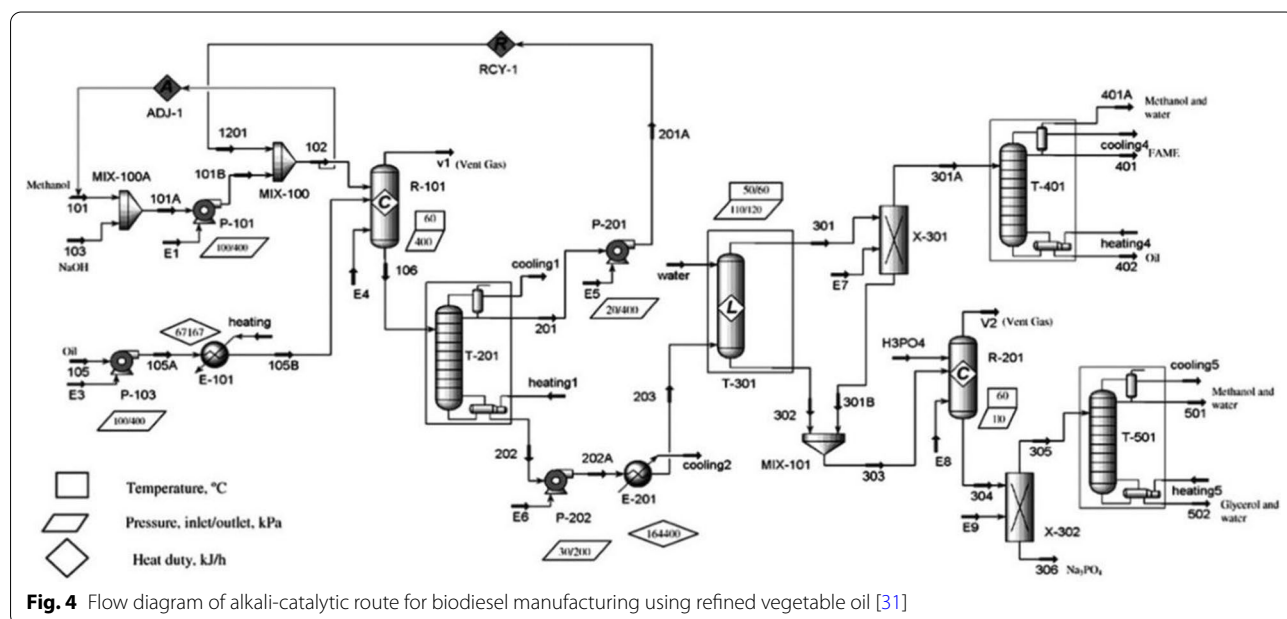 RCY-1
R
A
ADJ-1
1201
102
201A
v1 (Vent Gas)
MIX-100A
101B
MIX-100
R-101
Methanol
101
101A
P-101
C
60
400
103
NaOH
E1
100/400
E4
106
cooling1
P-201
E5
20/400
201
T-201
heating1
67167
heating
Oil
105
105A
E-101
105B
E3
P-103
100/400
202
202A
E-201
cooling2
E6
P-202
30/200
164400
203
50/60
110/120
water
L
T-301
301
E7
X-301
301A
302
301B
MIX-101
303
401A
Methanol and
water
cooling4
FAME
401
T-401
heating4
Oil
402
V2 (Vent Gas)
H3PO4
R-201
C
60
110
E8
304
E9
305
X-302
306
Na3PO4
cooling5
Methanol and
water
501
T-501
heating5
Glycerol and
water
502
Temperature, °C
Pressure, inlet/outlet, kPa
Heat duty, kJ/h
Fig. 4 Flow diagram of alkali-catalytic route for biodiesel manufacturing using refined vegetable oil [31]